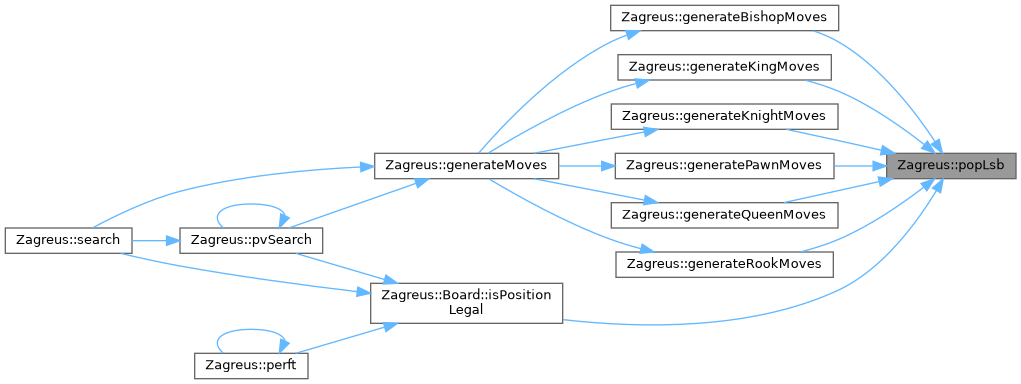 Zagreus::generateBishopMoves
Zagreus::generateKingMoves
Zagreus::generateKnightMoves
Zagreus::generateMoves
Zagreus::generatePawnMoves
Zagreus::popLsb
Zagreus::generateQueenMoves
Zagreus::search
Zagreus::pvSearch
Zagreus::generateRookMoves
Zagreus::Board::isPosition
Legal
Zagreus::perft